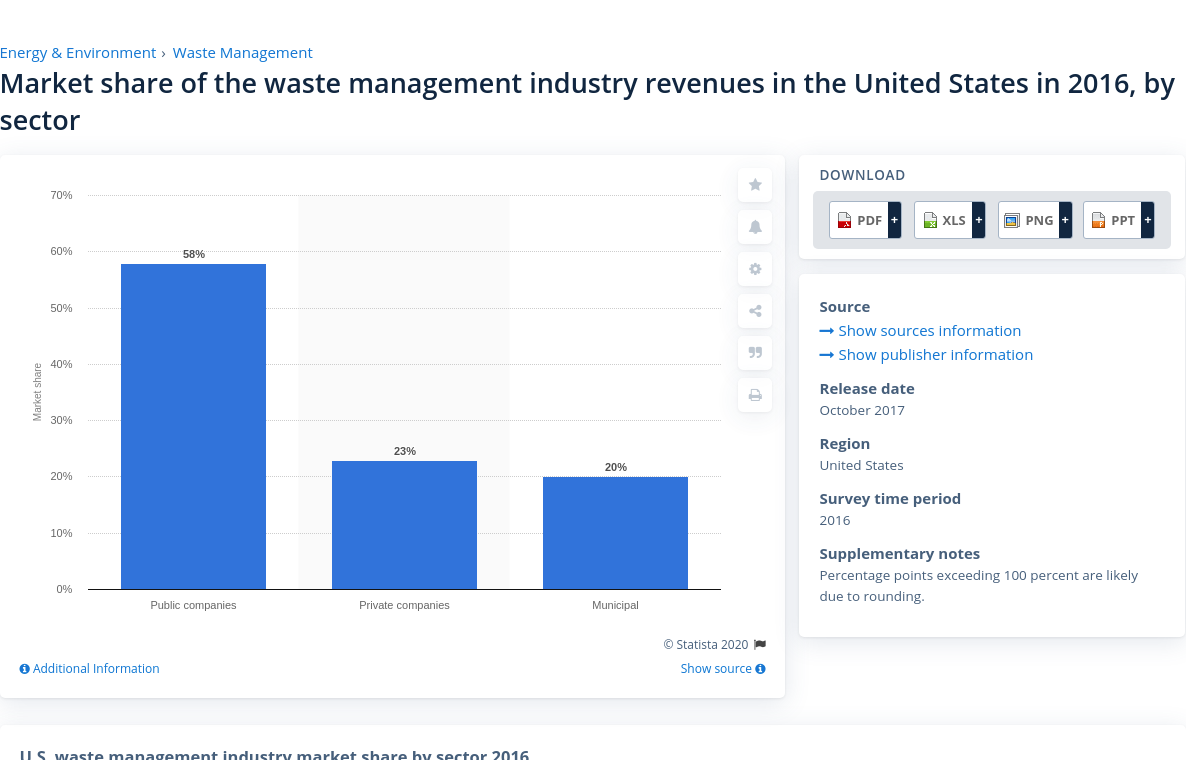 Energy & Environment › Waste Management
Market share of the waste management industry revenues in the United States in 2016, by
sector
70%
60%
50%
40%
30%
20%
10%
0%
Market share
58%
23%
20%
Public companies
Private companies
Municipal
© Statista 2020
Additional Information
Show source
DOWNLOAD
PDF + XLS + PNG + PPT +
Source
Show sources information
Show publisher information
Release date
October 2017
Region
United States
Survey time period
2016
Supplementary notes
Percentage points exceeding 100 percent are likely
due to rounding.
U.S. waste management industry market share by sector 2016